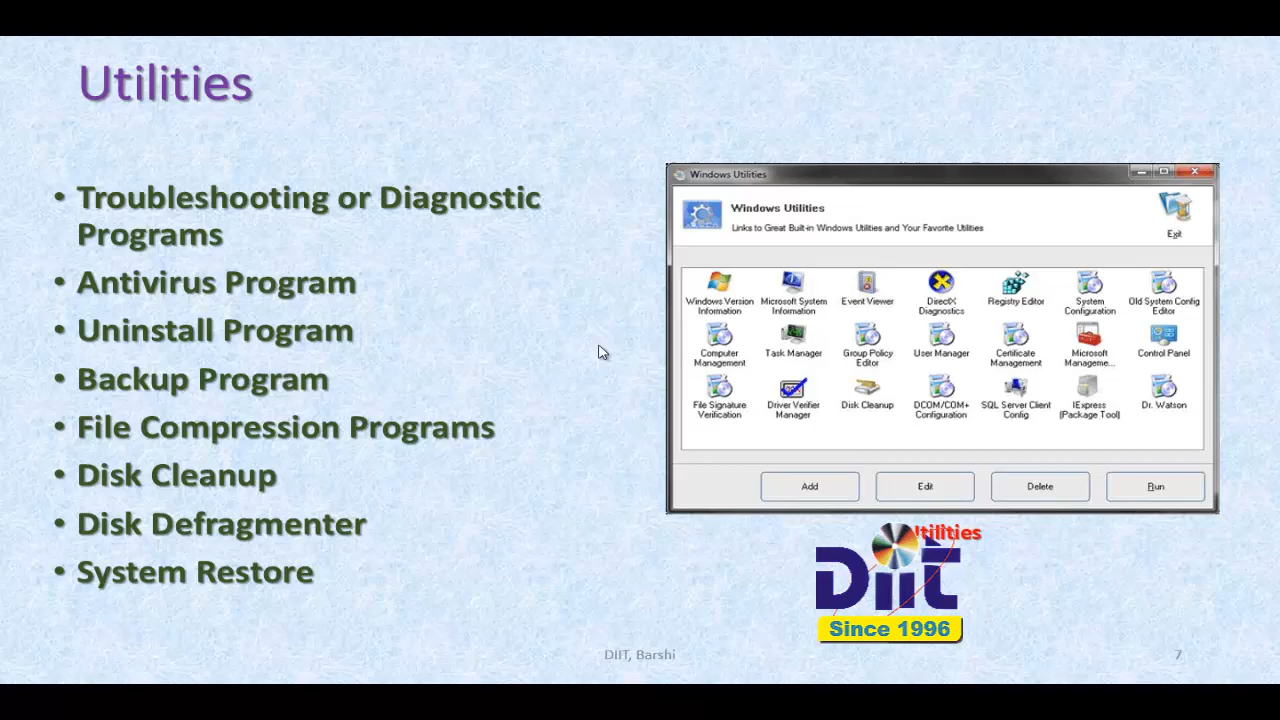 Utilities
• Troubleshooting or Diagnostic
Programs
• Antivirus Program
• Uninstall Program
• Backup Program
• File Compression Programs
• Disk Cleanup
• Disk Defragmenter
• System Restore
Windows Utilities
Windows Utilities
Links to Great Built-in Windows Utilities and Your Favorite Utilities
Exit
Windows Version Information
Microsoft System Information
Event Viewer
DirectX Diagnostics
Registry Editor
System Configuration
Old System Config Editor
Computer Management
Task Manager
Group Policy Editor
User Manager
Certificate Management
Microsoft Manageme...
Control Panel
File Signature Verification
Driver Verifier Manager
Disk Cleanup
DCOM/COM+ Configuration
SQL Server Client Config
IExpress (Package Tool)
Dr. Watson
Add
Edit
Delete
Run
Utilities
DiiT
Since 1996
DIIT, Barshi
7